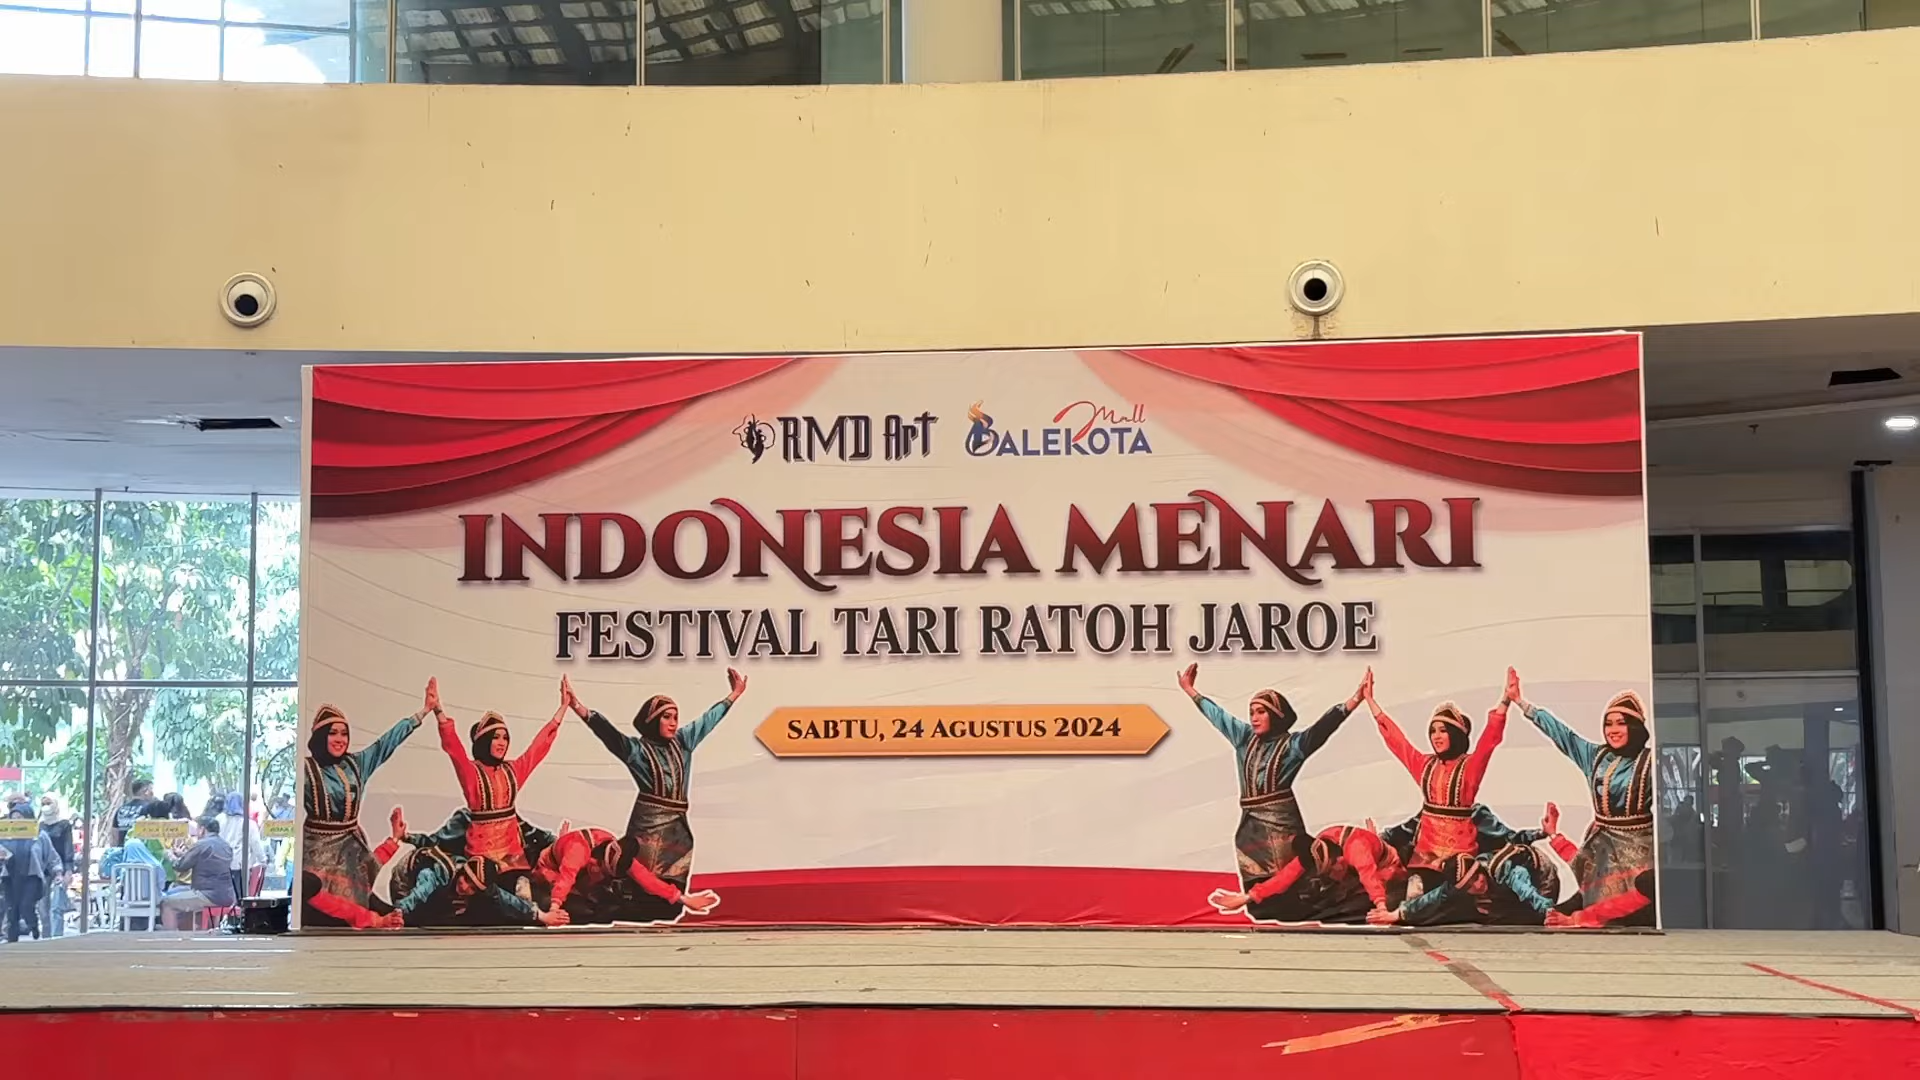 RMD Art
BALEKOTA Mall
INDONESIA MENARI
FESTIVAL TARI RATOH JAROE
SABTU, 24 AGUSTUS 2024